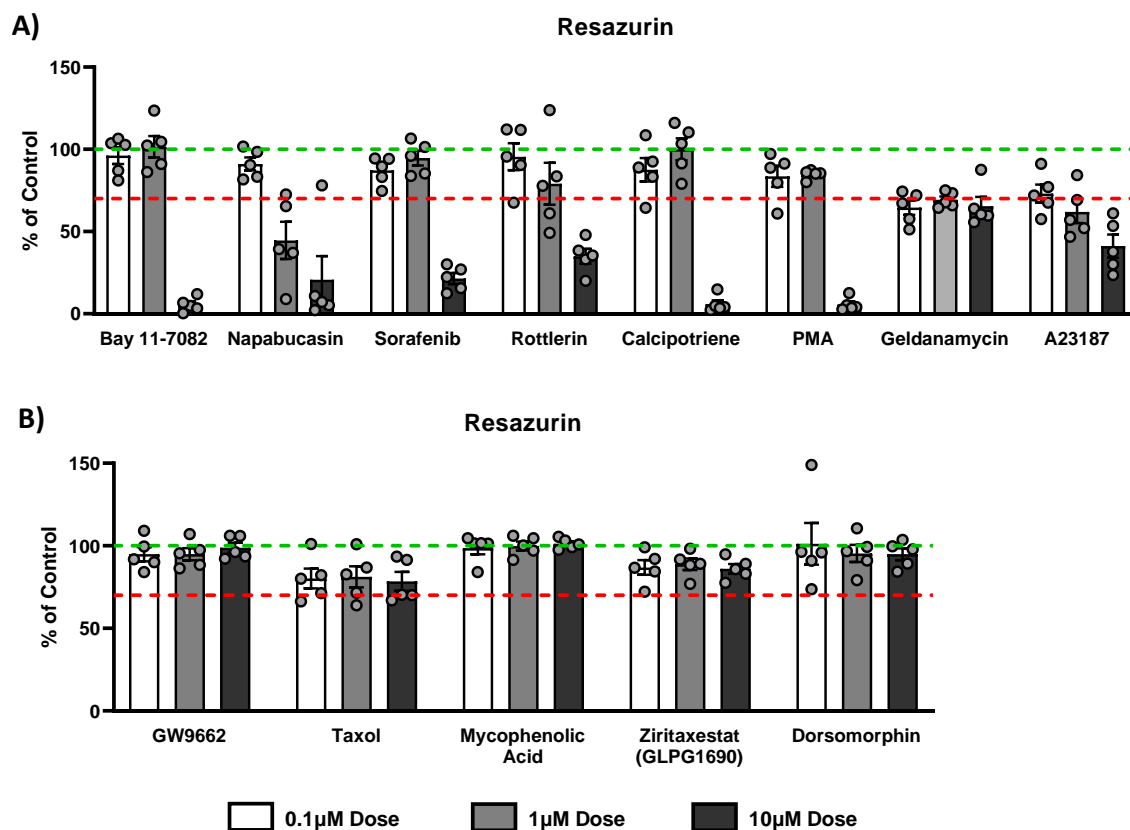 A)
Resazurin
% of Control
150
100
50
0
Bay 11-7082 Napabucasin Sorafenib Rottlerin Calcipotriene PMA Geldanamycin A23187
B)
Resazurin
% of Control
150
100
50
0
GW9662 Taxol Mycophenolic Acid Ziritaxestat (GLPG1690) Dorsomorphin
0.1µM Dose 1µM Dose 10µM Dose